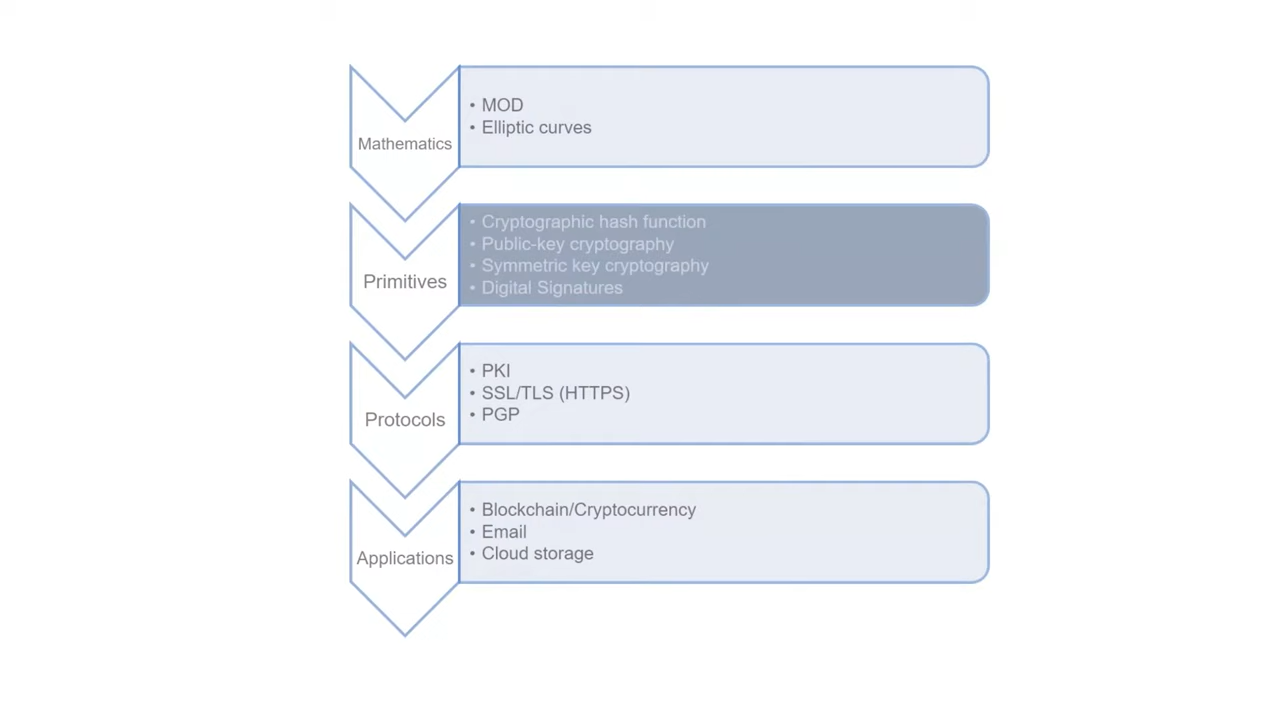 Mathematics
• MOD
• Elliptic curves
Primitives
• Cryptographic hash function
• Public-key cryptography
• Symmetric key cryptography
• Digital Signatures
Protocols
• PKI
• SSL/TLS (HTTPS)
• PGP
Applications
• Blockchain/Cryptocurrency
• Email
• Cloud storage